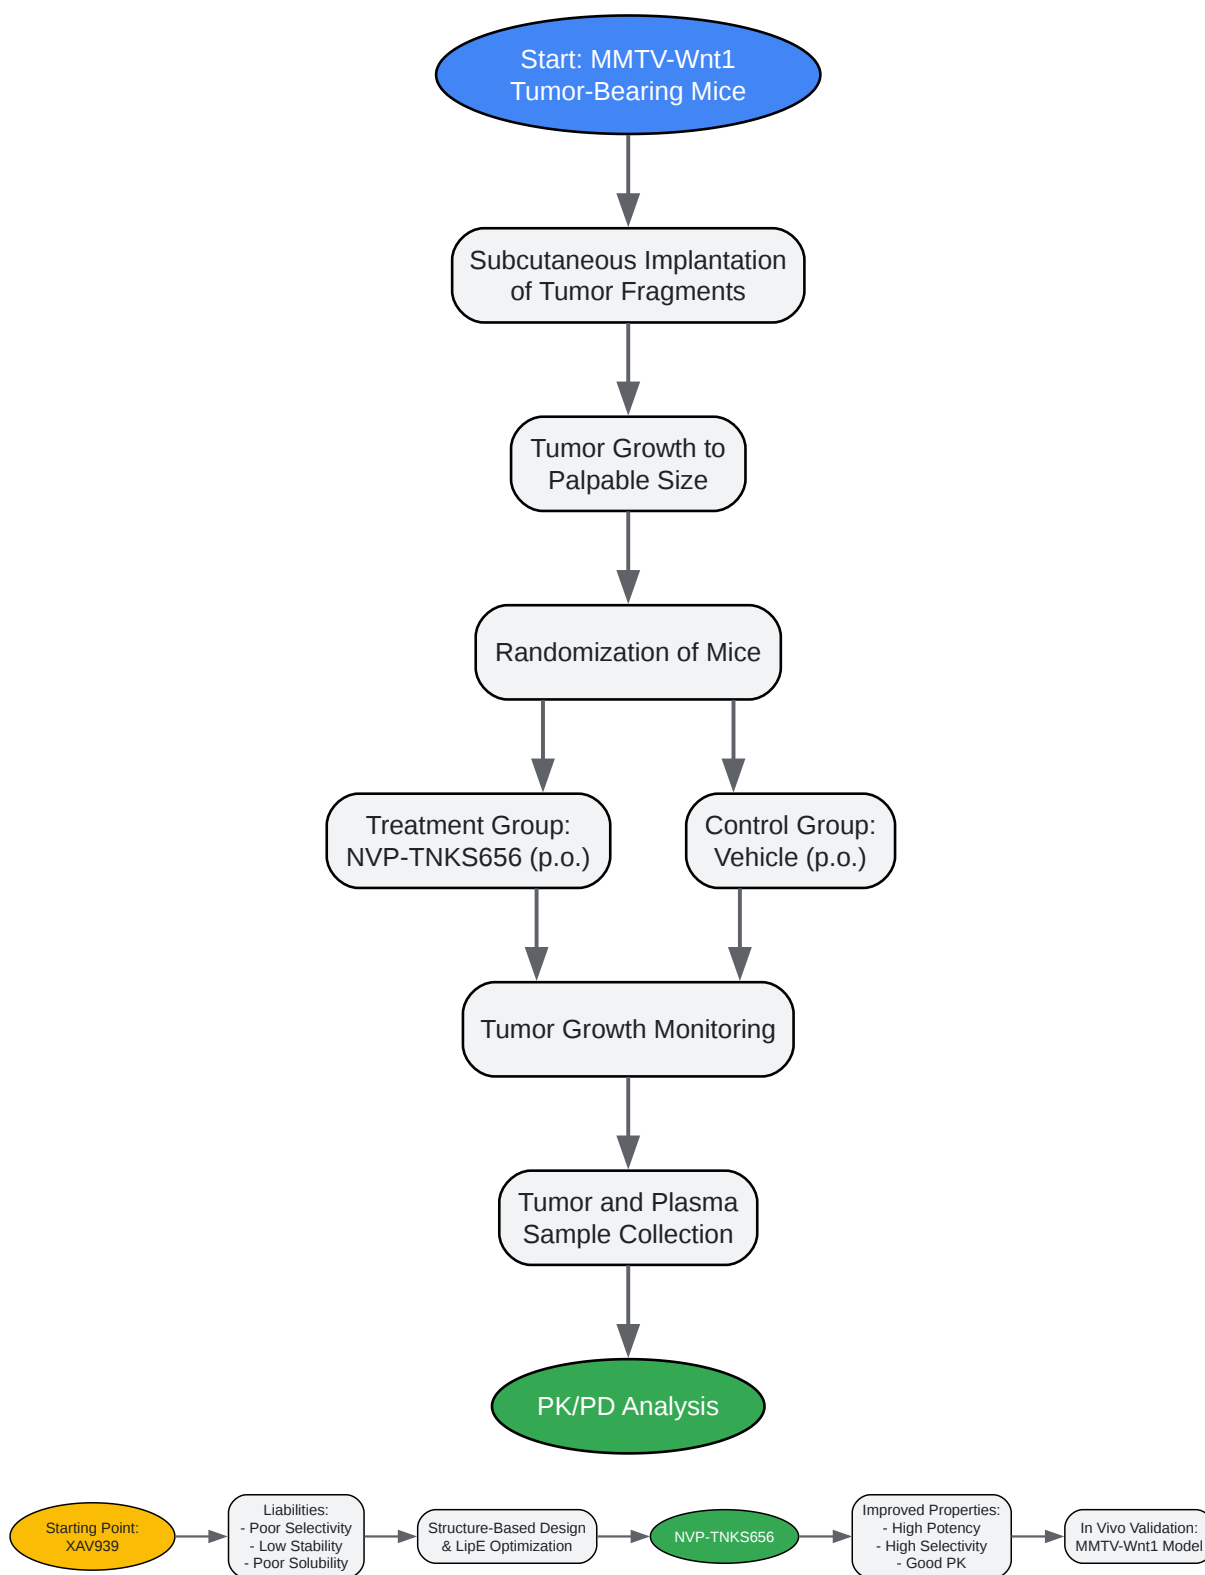 Start: MMTV-Wnt1
Tumor-Bearing Mice
Subcutaneous Implantation
of Tumor Fragments
Tumor Growth to
Palpable Size
Randomization of Mice
Treatment Group:
NVP-TNKS656 (p.o.)
Control Group:
Vehicle (p.o.)
Tumor Growth Monitoring
Tumor and Plasma
Sample Collection
PK/PD Analysis
Starting Point:
XAV939
Liabilities:
- Poor Selectivity
- Low Stability
- Poor Solubility
Structure-Based Design
& LipE Optimization
NVP-TNKS656
Improved Properties:
- High Potency
- High Selectivity
- Good PK
In Vivo Validation:
MMTV-Wnt1 Model